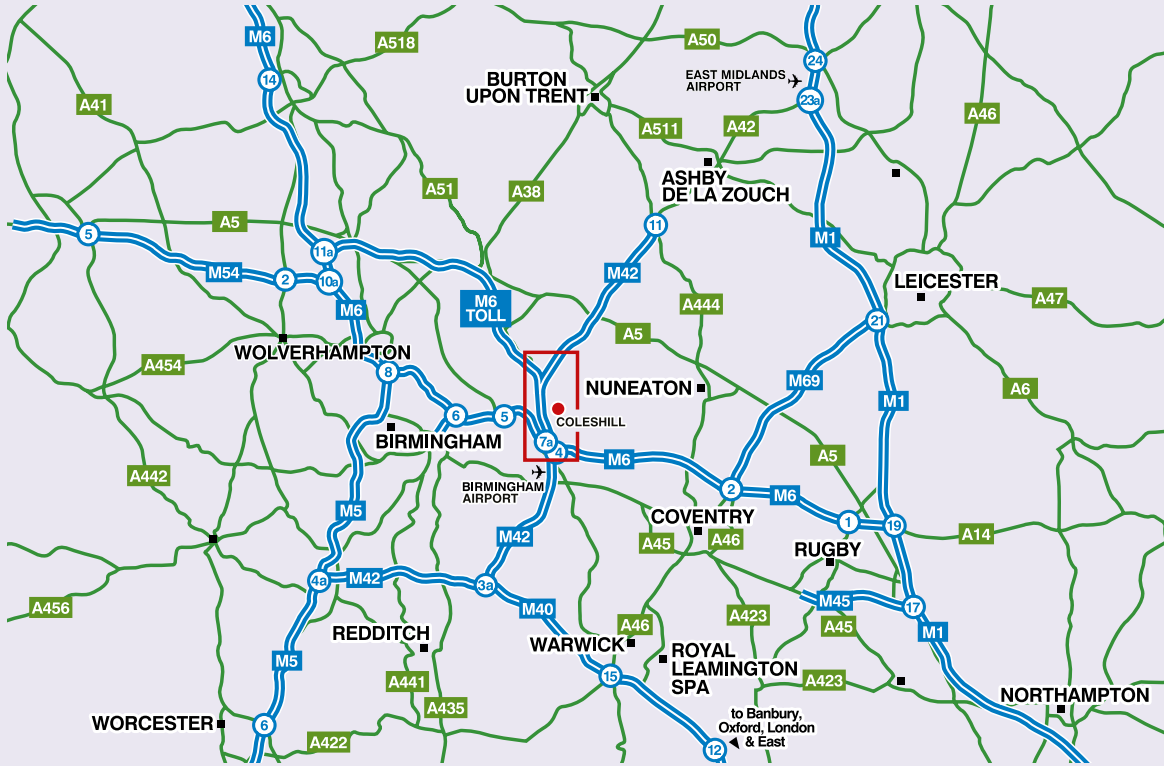 M6
A518
A50
24
EAST MIDLANDS
AIRPORT
14
BURTON
UPON TRENT
23a
A41
A46
A511
A42
ASHBY
DE LA ZOUCH
A51
A38
A5
5
11
M1
11a
M54
2
10a
M42
LEICESTER
M6
M6
TOLL
A444
A47
21
A5
WOLVERHAMPTON
A454
8
M69
NUNEATON
A6
M1
6
5
COLESHILL
BIRMINGHAM
7a
4
M6
A5
A442
BIRMINGHAM
AIRPORT
2
M6
M5
COVENTRY
1
19
M42
A45
A46
A14
RUGBY
4a
M42
3a
A456
M40
M45
17
A46
A423
A45
M1
REDDITCH
WARWICK
ROYAL
LEAMINGTON
SPA
M5
15
A441
A423
NORTHAMPTON
A435
WORCESTER
6
to Banbury,
Oxford, London
& East
A422
12